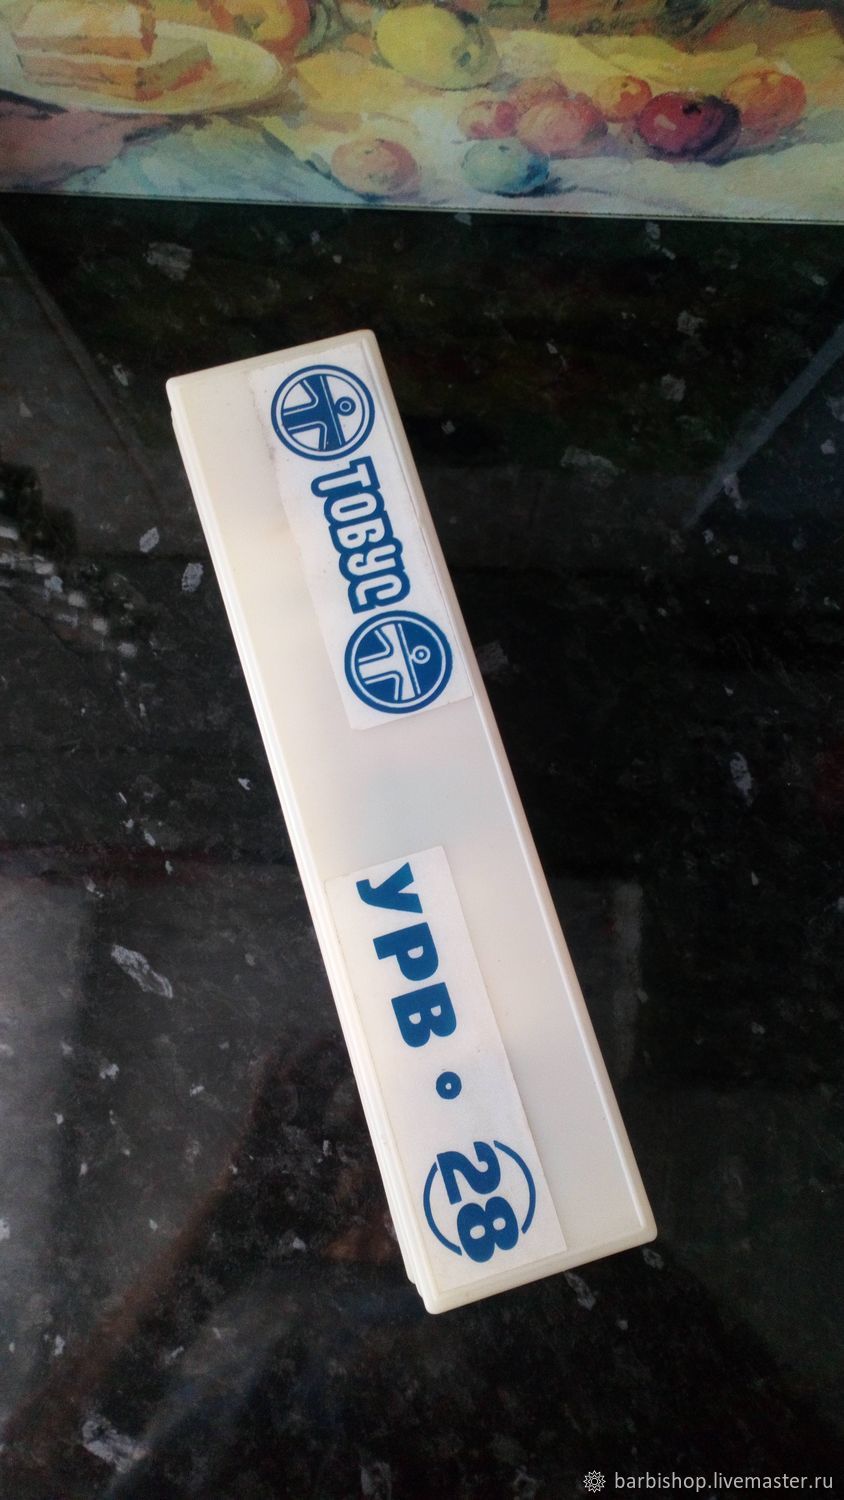 ТОБУС
УРВ • 28
barbishop.livemaster.ru